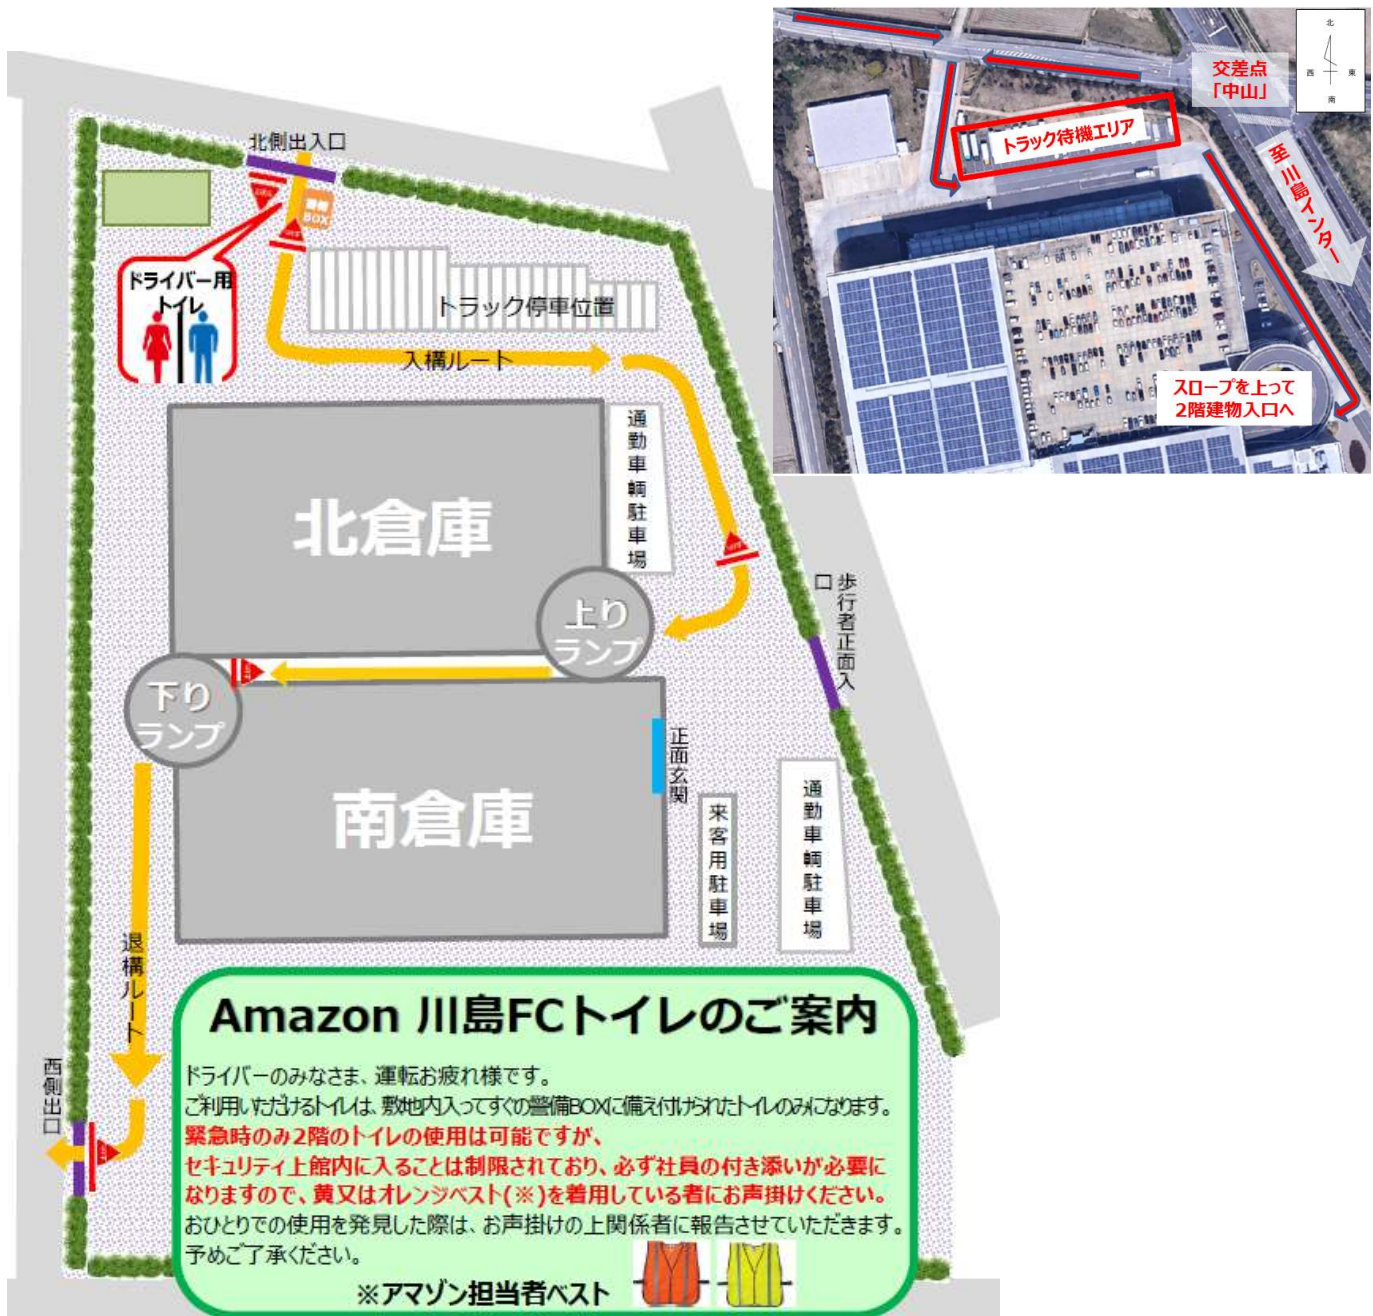 北
西 東
南
交差点
「中山」
トラック待機エリア
至川島インター
スロープを上って
2階建物入口へ
北側出入口
BOX
ドライバー用
トイレ
トラック停車位置
入構ルート
通勤車輌駐車場
北倉庫
上り
ランプ
歩行者正面入口
下り
ランプ
正面玄関
南倉庫
来客用駐車場
通勤車輌駐車場
退構ルート
西側出口
Amazon 川島FCトイレのご案内
ドライバーのみなさま、運転お疲れ様です。
ご利用いただけるトイレは、敷地内入ってすぐの警備BOXに備え付けられたトイレのみになります。
緊急時のみ2階のトイレの使用は可能ですが、
セキュリティ上館内に入ることは制限されており、必ず社員の付き添いが必要に
なりますので、黄又はオレンジベスト(※)を着用している者にお声掛けください。
おひとりでの使用を発見した際は、お声掛けの上関係者に報告させていただきます。
予めご了承ください。
※アマゾン担当者ベスト